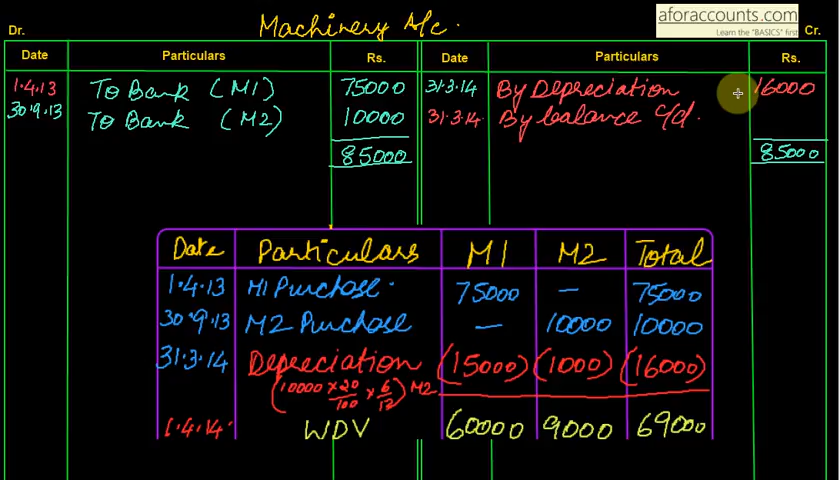 aforaccounts.com
Learn the "BASICS" first
Dr. Machinery A/c. Cr.
Date Particulars Rs. Date Particulars Rs.
1.4.13 To Bank (M1) 75000 31.3.14 By Depreciation 16000
30.9.13 To Bank (M2) 10000 31.3.14 By balance c/d.
85000 85000
Date Particulars M1 M2 Total
1.4.13 M1 Purchase. 75000 — 75000
30.9.13 M2 Purchase — 10000 10000
31.3.14 Depreciation (15000) (1000) (16000)
(10000 × 20/100 × 6/12) M2
1.4.14. WDV 60000 9000 69000